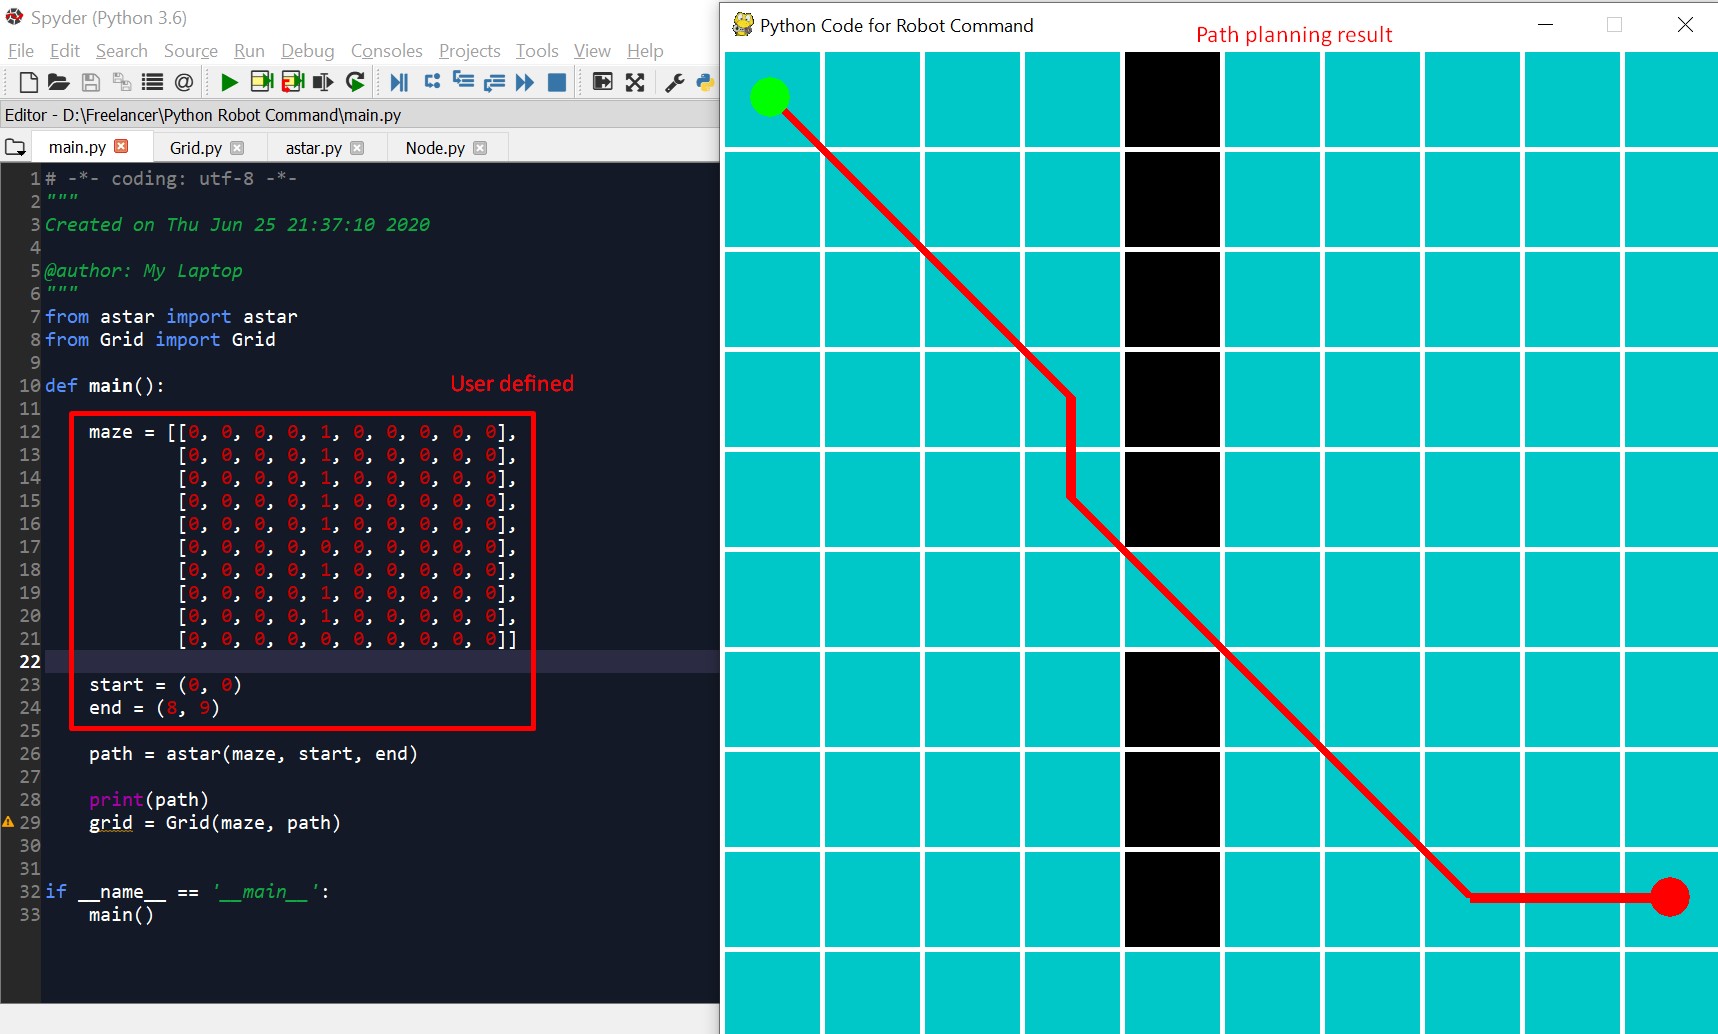 Spyder (Python 3.6)
File Edit Search Source Run Debug Consoles Projects Tools View Help
Editor - D:\Freelancer\Python Robot Command\main.py
main.py Grid.py astar.py Node.py
1 # -*- coding: utf-8 -*-
2 """
3 Created on Thu Jun 25 21:37:10 2020
4
5 @author: My Laptop
6 """
7 from astar import astar
8 from Grid import Grid
9
10 def main():
User defined
11
12 maze = [[0, 0, 0, 0, 1, 0, 0, 0, 0, 0],
13 [0, 0, 0, 0, 1, 0, 0, 0, 0, 0],
14 [0, 0, 0, 0, 1, 0, 0, 0, 0, 0],
15 [0, 0, 0, 0, 1, 0, 0, 0, 0, 0],
16 [0, 0, 0, 0, 1, 0, 0, 0, 0, 0],
17 [0, 0, 0, 0, 0, 0, 0, 0, 0, 0],
18 [0, 0, 0, 0, 1, 0, 0, 0, 0, 0],
19 [0, 0, 0, 0, 1, 0, 0, 0, 0, 0],
20 [0, 0, 0, 0, 1, 0, 0, 0, 0, 0],
21 [0, 0, 0, 0, 0, 0, 0, 0, 0, 0]]
22
23 start = (0, 0)
24 end = (8, 9)
25
26 path = astar(maze, start, end)
27
28 print(path)
29 grid = Grid(maze, path)
30
31
32 if __name__ == '__main__':
33 main()
Python Code for Robot Command
Path planning result